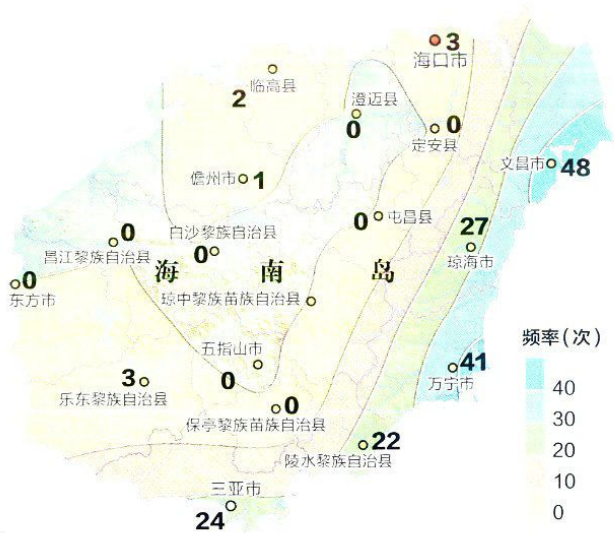 3
海口市
临高县
2
澄迈县
0
0
定安县
文昌市
48
儋州市
1
0
屯昌县
27
琼海市
0
昌江黎族自治县
白沙黎族自治县
0
海南岛
0
东方市
琼中黎族苗族自治县
五指山市
0
3
乐东黎族自治县
0
保亭黎族苗族自治县
41
万宁市
22
陵水黎族自治县
三亚市
24
频率(次)
40
30
20
10
0